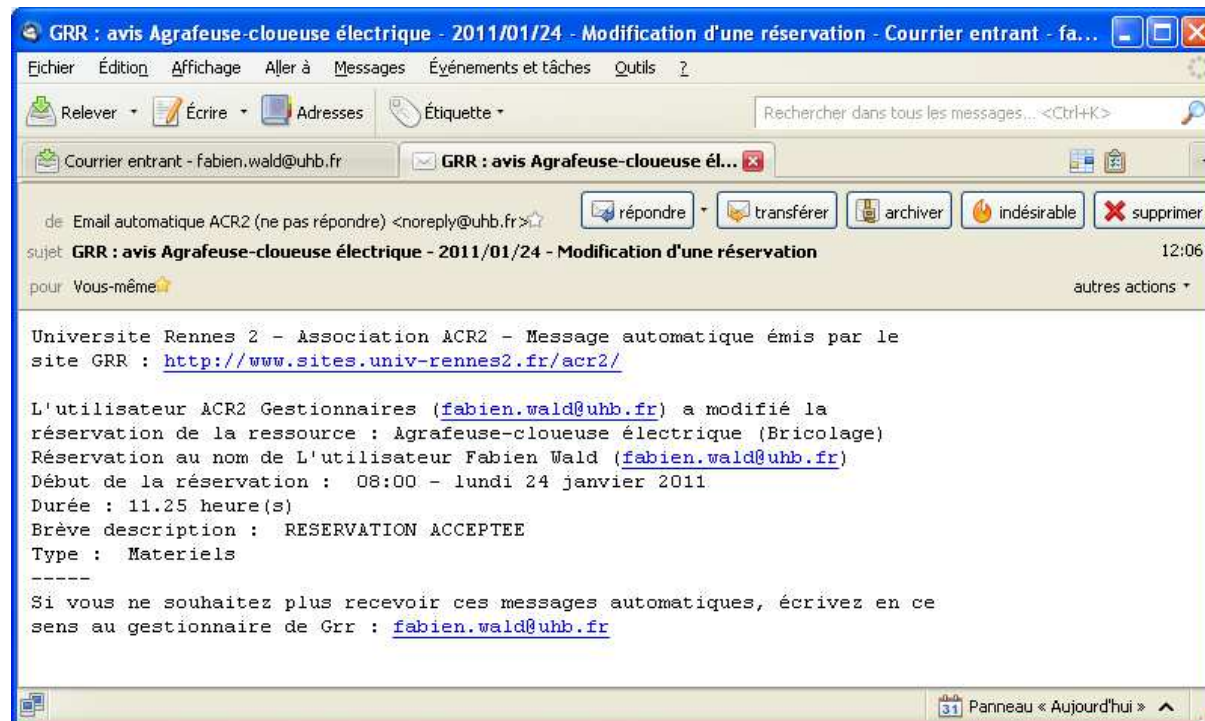 GRR : avis Agrafeuse-cloueuse électrique - 2011/01/24 - Modification d'une réservation - Courrier entrant - fa...
Fichier Édition Affichage Aller à Messages Événements et tâches Outils ?
Relever Écrire Adresses Étiquette Rechercher dans tous les messages... <Ctrl+K>
Courrier entrant - fabien.wald@uhb.fr GRR : avis Agrafeuse-cloueuse él...
de Email automatique ACR2 (ne pas répondre) <noreply@uhb.fr> répondre transférer archiver indésirable supprimer
sujet GRR : avis Agrafeuse-cloueuse électrique - 2011/01/24 - Modification d'une réservation 12:06
pour Vous-même autres actions
Universite Rennes 2 - Association ACR2 - Message automatique émis par le
site GRR : http://www.sites.univ-rennes2.fr/acr2/
L'utilisateur ACR2 Gestionnaires (fabien.wald@uhb.fr) a modifié la
réservation de la ressource : Agrafeuse-cloueuse électrique (Bricolage)
Réservation au nom de L'utilisateur Fabien Wald (fabien.wald@uhb.fr)
Début de la réservation : 08:00 - lundi 24 janvier 2011
Durée : 11.25 heure(s)
Brève description : RESERVATION ACCEPTEE
Type : Materiels
-----
Si vous ne souhaitez plus recevoir ces messages automatiques, écrivez en ce
sens au gestionnaire de Grr : fabien.wald@uhb.fr
31 Panneau « Aujourd'hui »